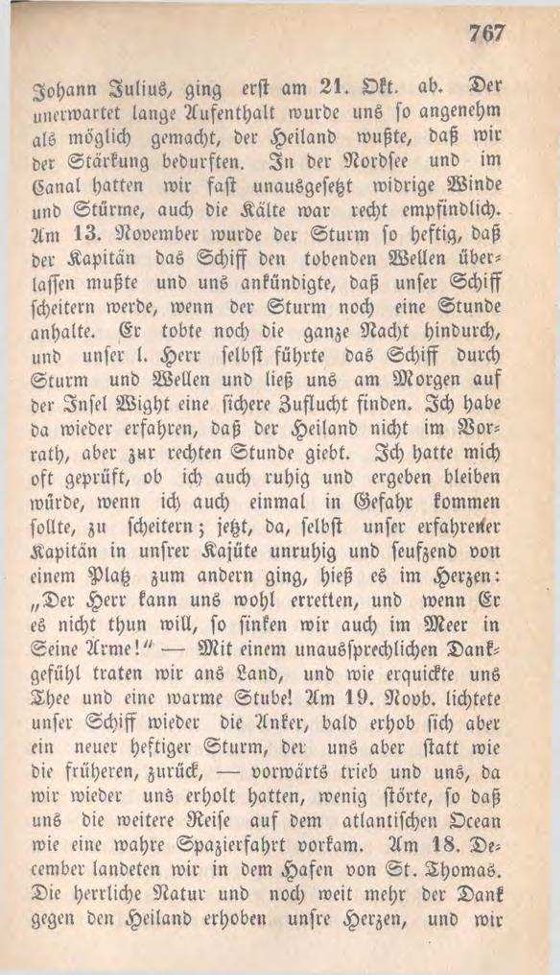 767
Johann Julius, ging erst am 21. Okt. ab. Der
unerwartet lange Aufenthalt wurde uns so angenehm
als möglich gemacht, der Heiland wußte, daß wir
der Stärkung bedurften. In der Nordsee und im
Canal hatten wir fast unausgesetzt widrige Winde
und Stürme, auch die Kälte war recht empfindlich.
Am 13. November wurde der Sturm so heftig, daß
der Kapitän das Schiff den tobenden Wellen über-
lassen mußte und uns ankündigte, daß unser Schiff
scheitern werde, wenn der Sturm noch eine Stunde
anhalte. Er tobte noch die ganze Nacht hindurch,
und unser l. Herr selbst führte das Schiff durch
Sturm und Wellen und ließ uns am Morgen auf
der Insel Wight eine sichere Zuflucht finden. Ich habe
da wieder erfahren, daß der Heiland nicht im Vor-
rath, aber zur rechten Stunde giebt. Ich hatte mich
oft geprüft, ob ich auch ruhig und ergeben bleiben
würde, wenn ich auch einmal in Gefahr kommen
sollte, zu scheitern; jetzt, da, selbst unser erfahrener
Kapitän in unsrer Kajüte unruhig und seufzend von
einem Platz zum andern ging, hieß es im Herzen:
„Der Herr kann uns wohl erretten, und wenn Er
es nicht thun will, so sinken wir auch im Meer in
Seine Arme!" — Mit einem unaussprechlichen Dank-
gefühl traten wir ans Land, und wie erquickte uns
Thee und eine warme Stube! Am 19. Novb. lichtete
unser Schiff wieder die Anker, bald erhob sich aber
ein neuer heftiger Sturm, der uns aber statt wie
die früheren, zurück, — vorwärts trieb und uns, da
wir wieder uns erholt hatten, wenig störte, so daß
uns die weitere Reise auf dem atlantischen Ocean
wie eine wahre Spazierfahrt vorkam. Am 18. De-
cember landeten wir in dem Hafen von St. Thomas.
Die herrliche Natur und noch weit mehr der Dank
gegen den Heiland erhoben unsre Herzen, und wir